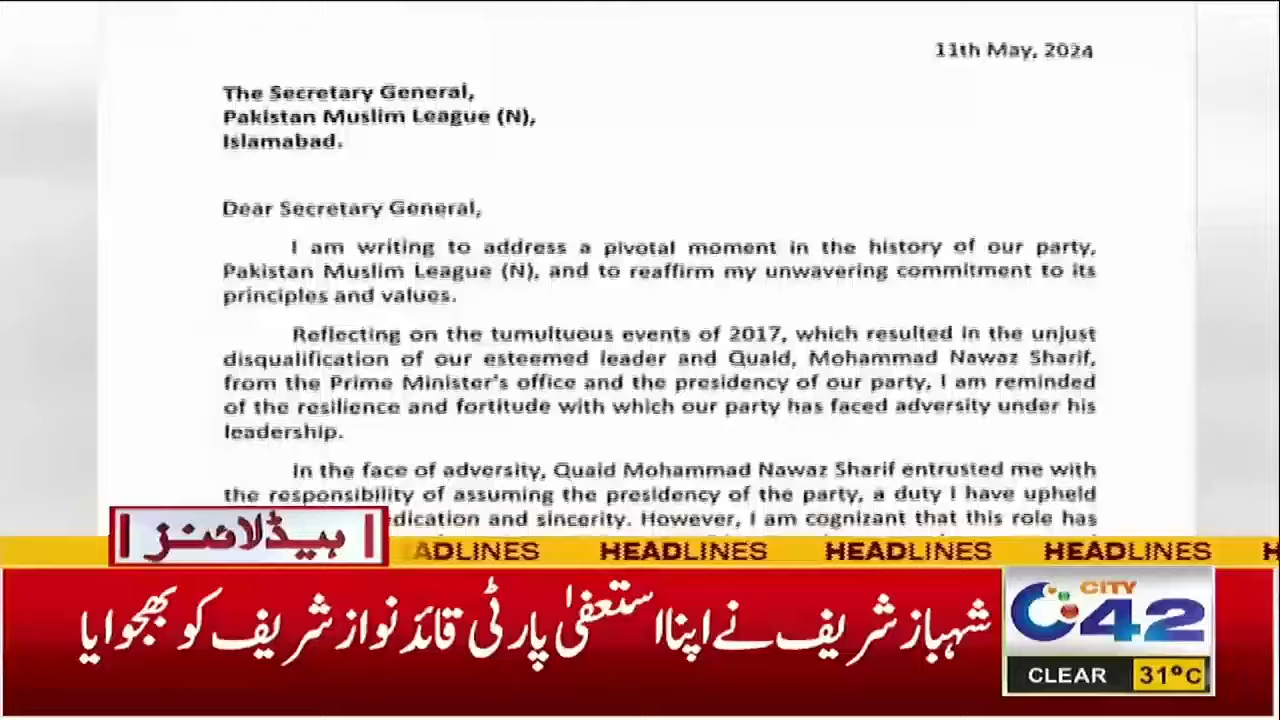 11th May, 2024
The Secretary General,
Pakistan Muslim League (N),
Islamabad.
Dear Secretary General,
I am writing to address a pivotal moment in the history of our party,
Pakistan Muslim League (N), and to reaffirm my unwavering commitment to its
principles and values.
Reflecting on the tumultuous events of 2017, which resulted in the unjust
disqualification of our esteemed leader and Quaid, Mohammad Nawaz Sharif,
from the Prime Minister's office and the presidency of our party, I am reminded
of the resilience and fortitude with which our party has faced adversity under his
leadership.
In the face of adversity, Quaid Mohammad Nawaz Sharif entrusted me with
the responsibility of assuming the presidency of the party, a duty I have upheld
dication and sincerity. However, I am cognizant that this role has
ہیڈلائنز
ADLINES HEADLINES HEADLINES HEADLINES H
شہباز شریف نے اپنا استعفیٰ پارٹی قائد نواز شریف کو بھجوایا
CITY
42
CLEAR 31°C